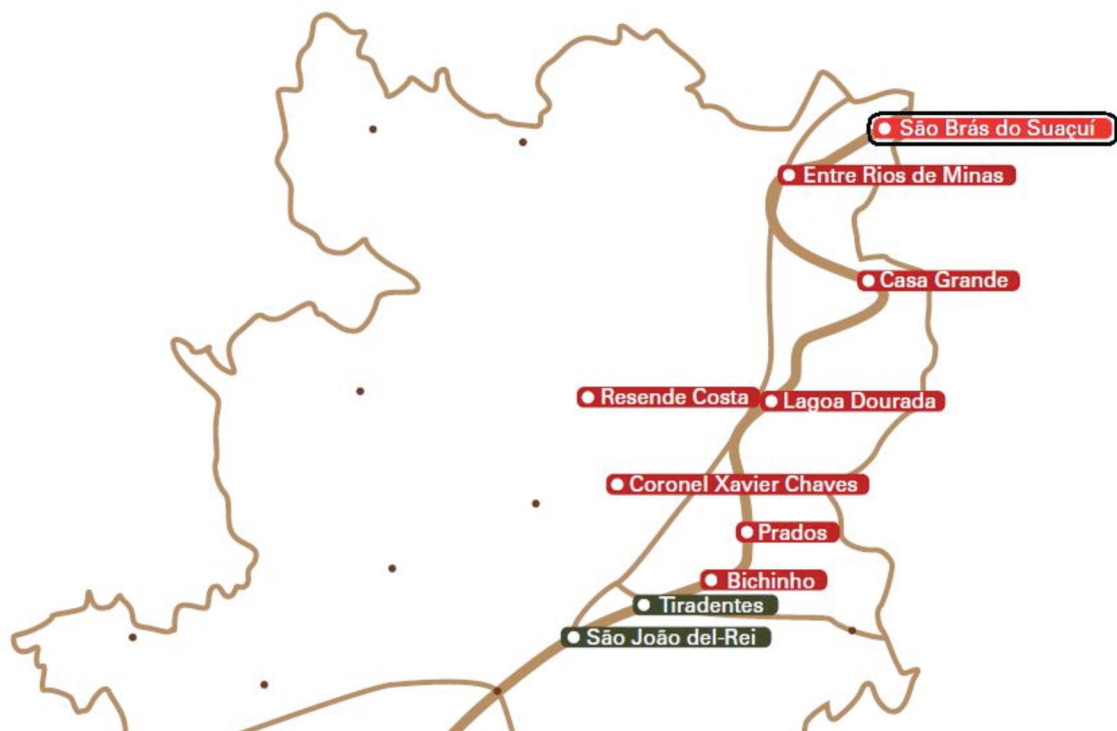 São Brás do Suaçuí
Entre Rios de Minas
Casa Grande
Resende Costa
Lagoa Dourada
Coronel Xavier Chaves
Prados
Bichinho
Tiradentes
São João del-Rei